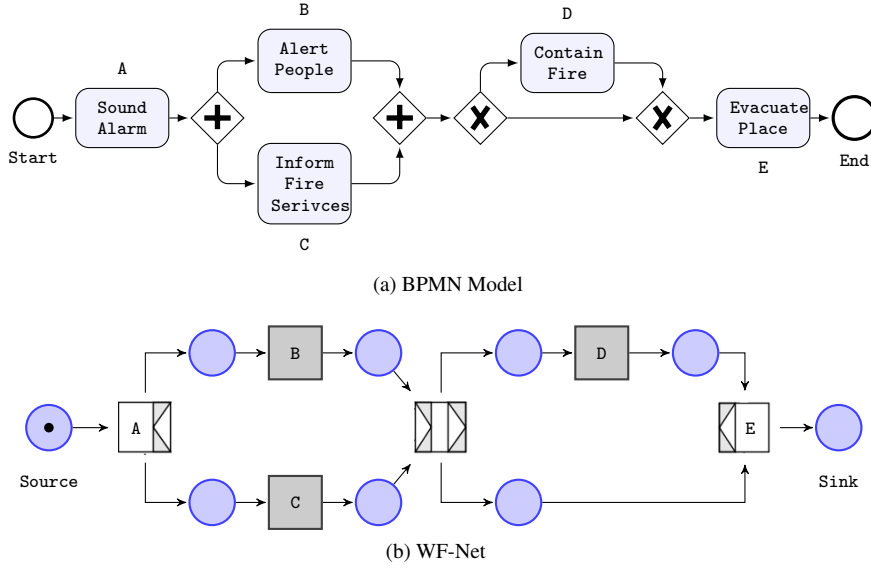 B
D
A
Alert
People
Contain
Fire
Sound
Alarm
Evacuate
Place
Start
End
Inform
Fire
Serivces
E
C
(a) BPMN Model
B
D
A
E
Source
Sink
C
(b) WF-Net